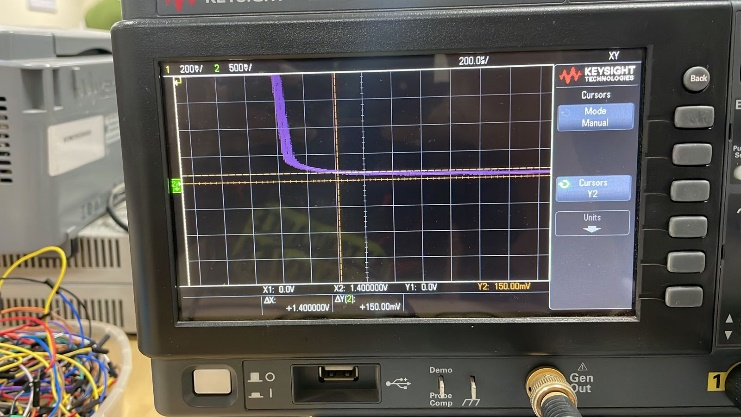 KEYSIGHT
1 200℧/ 2 500℧/ 200.0s/ XY
KEYSIGHT
TECHNOLOGIES
Cursors
Mode
Manual
Cursors
Y2
Units
X1: 0.0V X2: 1.400000V Y1: 0.0V Y2: 150.00mV
ΔX: ΔY(2):
+1.400000V +150.00mV
Back
Demo
Probe
Comp
Gen
Out
1